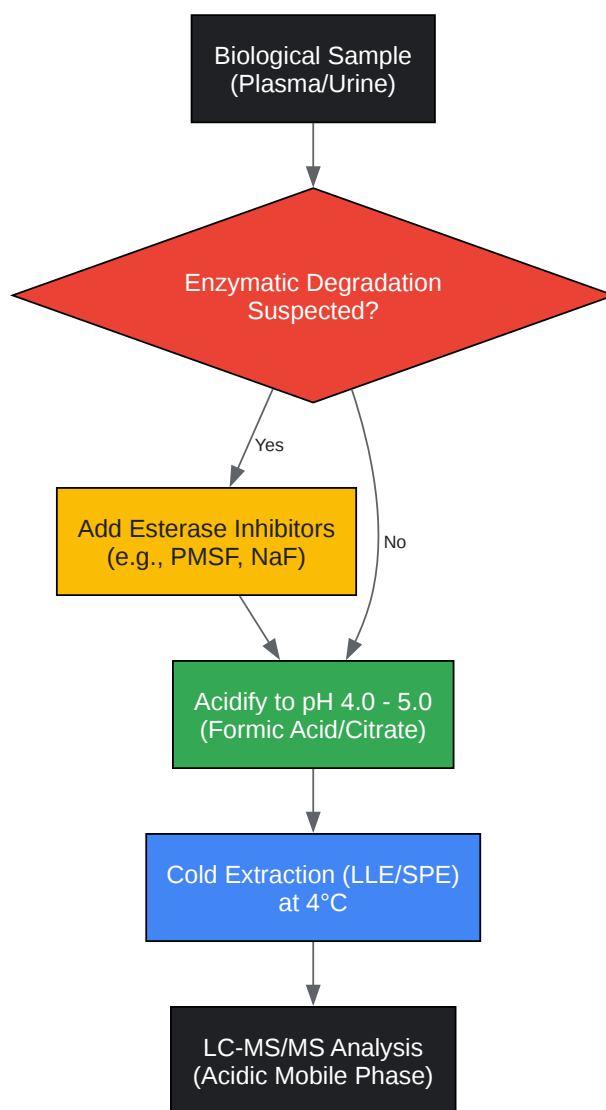 Biological Sample
(Plasma/Urine)
Enzymatic Degradation
Suspected?
Yes
Add Esterase Inhibitors
(e.g., PMSF, NaF)
No
Acidify to pH 4.0 - 5.0
(Formic Acid/Citrate)
Cold Extraction (LLE/SPE)
at 4°C
LC-MS/MS Analysis
(Acidic Mobile Phase)